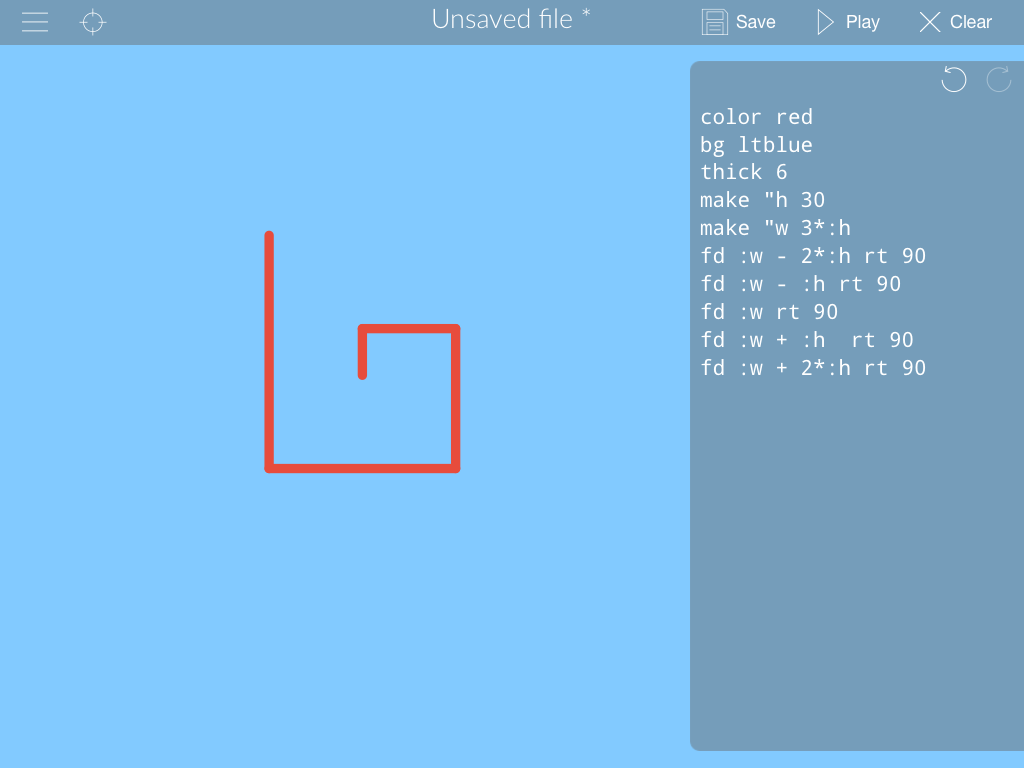 Unsaved file *
Save
Play
Clear
color red
bg ltblue
thick 6
make "h 30
make "w 3*:h
fd :w - 2*:h rt 90
fd :w - :h rt 90
fd :w rt 90
fd :w + :h  rt 90
fd :w + 2*:h rt 90